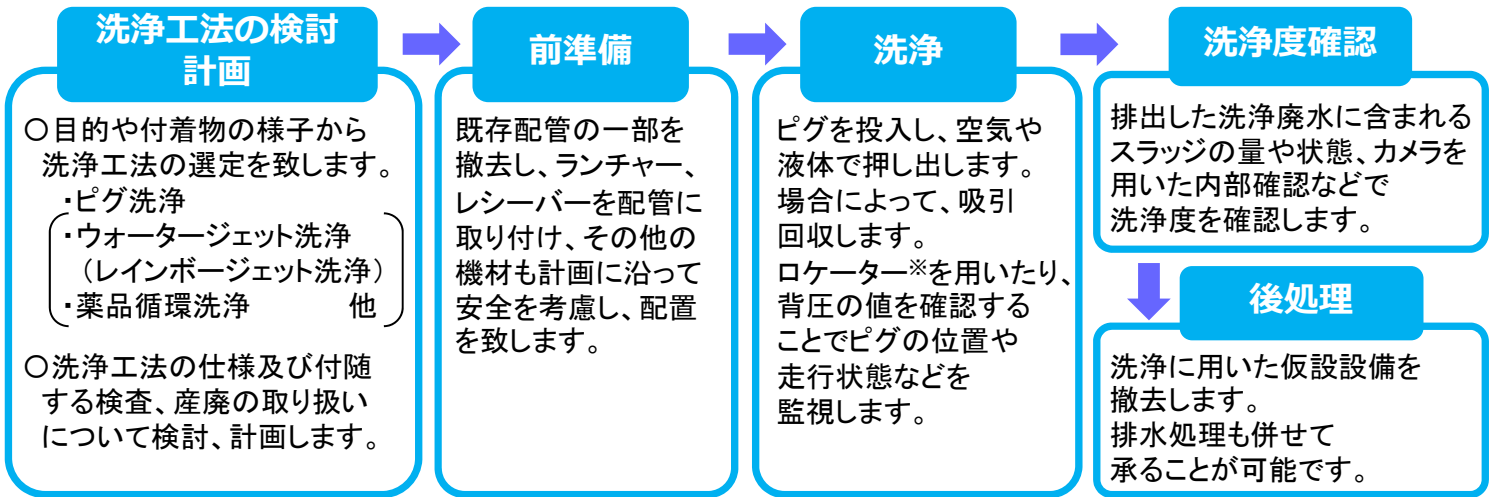 洗浄工法の検討
計画
〇目的や付着物の様子から
洗浄工法の選定を致します。
・ピグ洗浄
・ウォータージェット洗浄
（レインボージェット洗浄）
・薬品循環洗浄　　　他
〇洗浄工法の仕様及び付随
する検査、産廃の取り扱い
について検討、計画します。
前準備
既存配管の一部を
撤去し、ランチャー、
レシーバーを配管に
取り付け、その他の
機材も計画に沿って
安全を考慮し、配置
を致します。
洗浄
ピグを投入し、空気や
液体で押し出します。
場合によって、吸引
回収します。
ロケーター※を用いたり、
背圧の値を確認する
ことでピグの位置や
走行状態などを
監視します。
洗浄度確認
排出した洗浄廃水に含まれる
スラッジの量や状態、カメラを
用いた内部確認などで
洗浄度を確認します。
後処理
洗浄に用いた仮設設備を
撤去します。
排水処理も併せて
承ることが可能です。